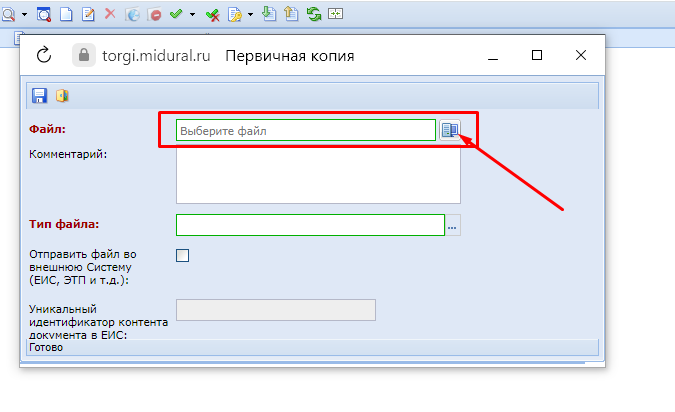 torgi.midural.ru Первичная копия
Файл:
Выберите файл
Комментарий:
Тип файла:
...
Отправить файл во
внешнюю Систему
(ЕИС, ЭТП и т.д.):
Уникальный
идентификатор контента
документа в ЕИС:
Готово